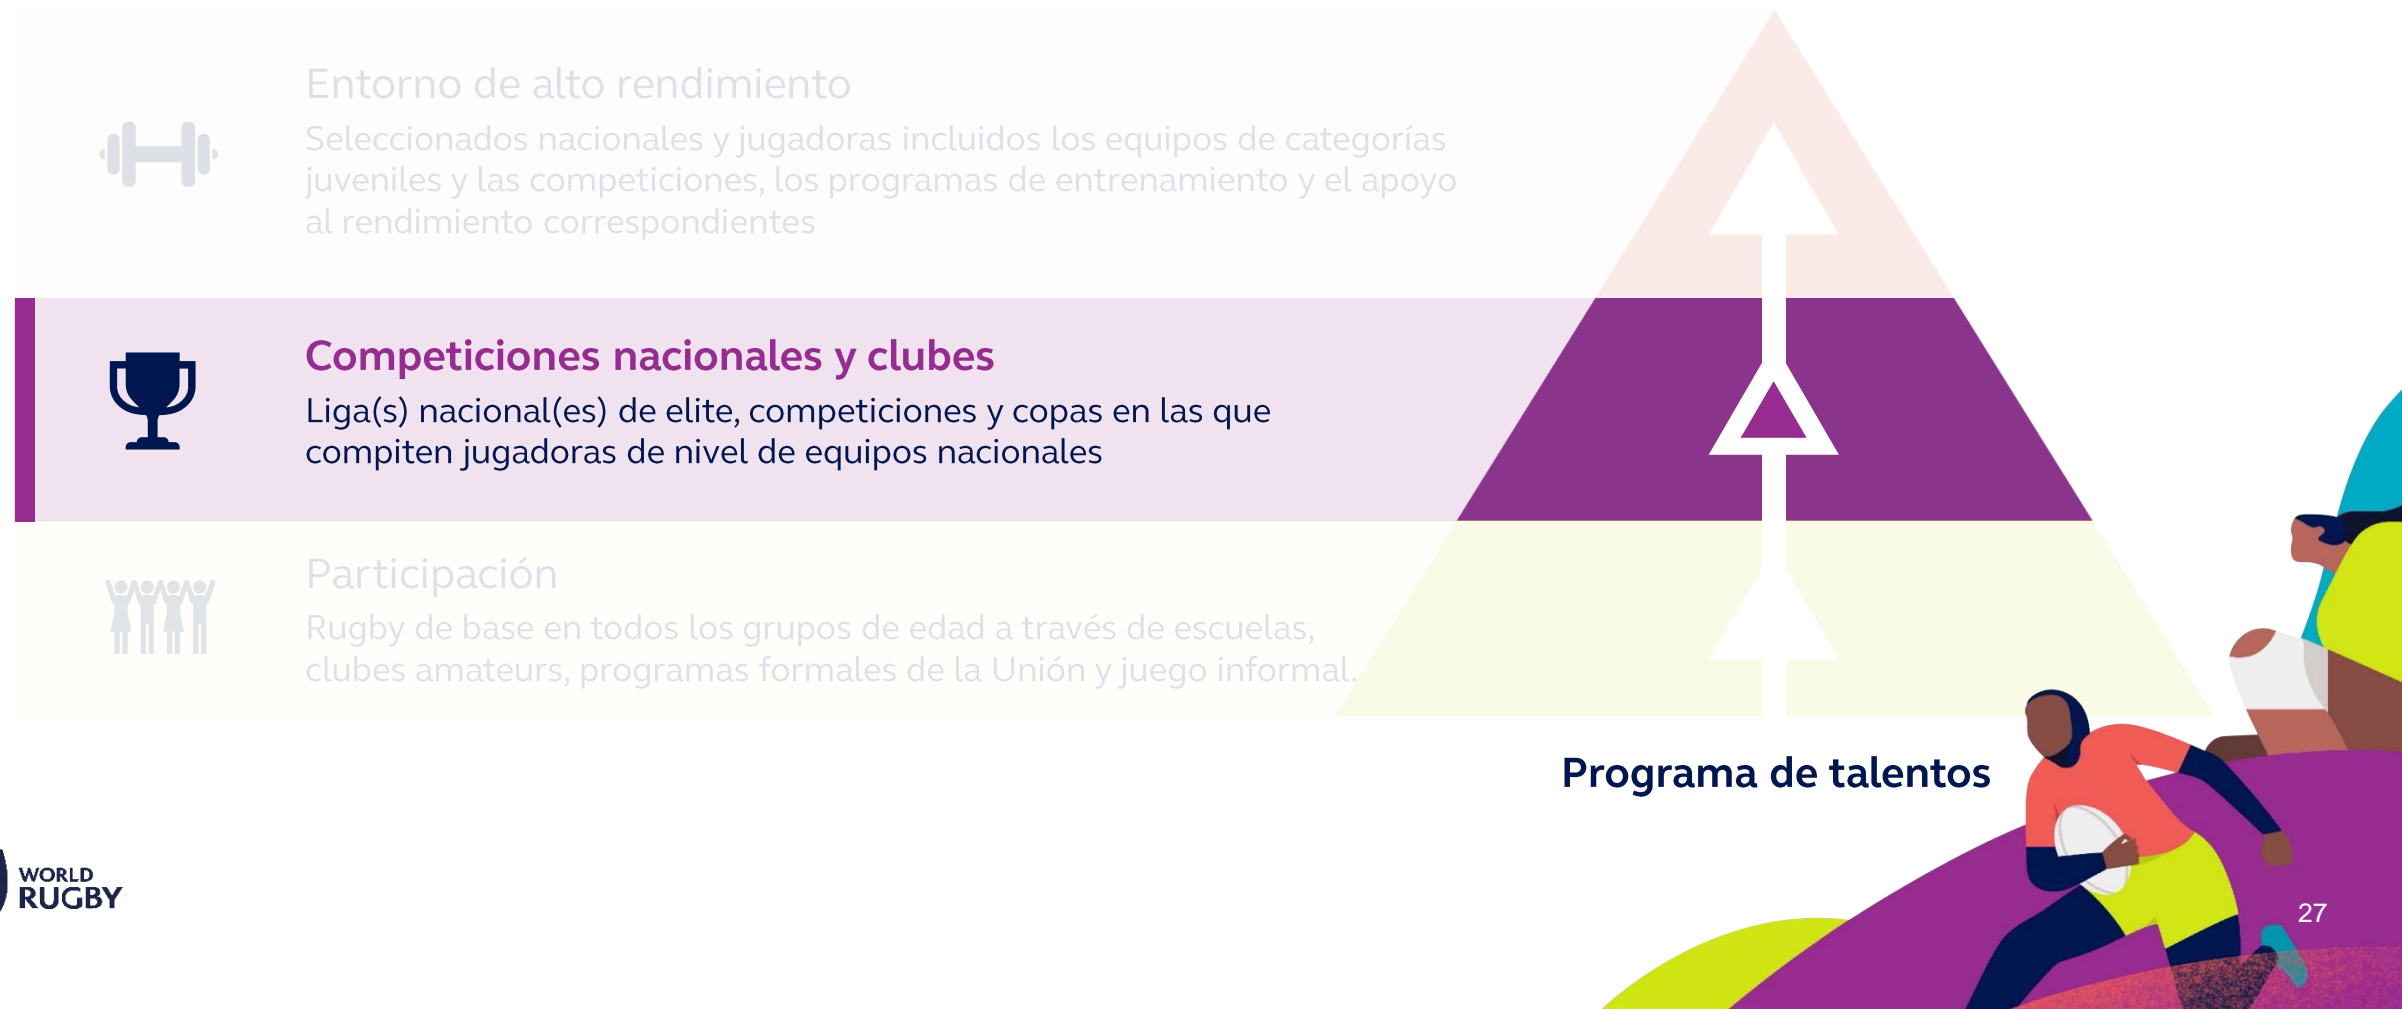 Entorno de alto rendimiento
Seleccionados nacionales y jugadoras incluidos los equipos de categorías
juveniles y las competiciones, los programas de entrenamiento y el apoyo
al rendimiento correspondientes
Competiciones nacionales y clubes
Liga(s) nacional(es) de elite, competiciones y copas en las que
compiten jugadoras de nivel de equipos nacionales
Participación
Rugby de base en todos los grupos de edad a través de escuelas,
clubes amateurs, programas formales de la Unión y juego informal.
Programa de talentos
WORLD
RUGBY
27